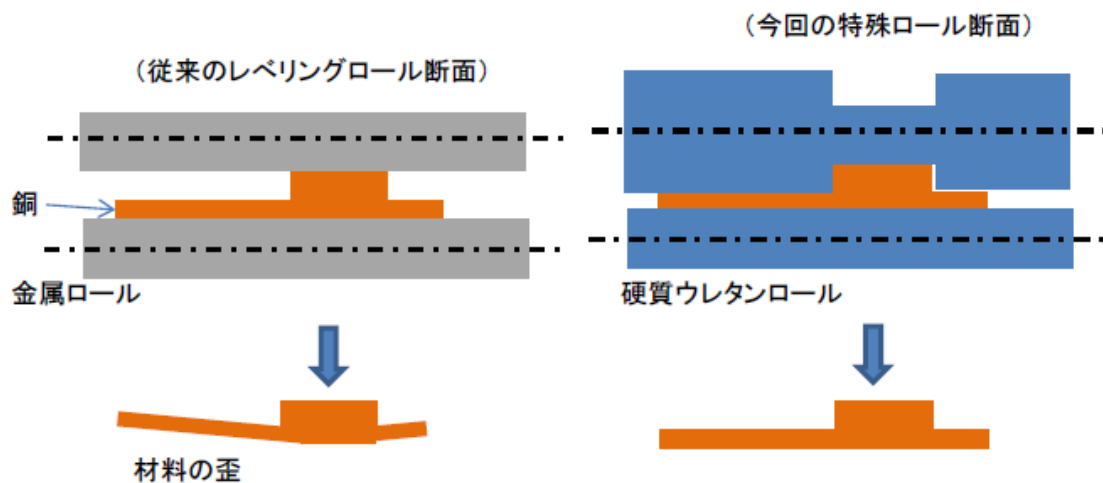 (今回の特殊ロール断面)
(従来のレベリングロール断面)
銅
金属ロール
硬質ウレタンロール
材料の歪